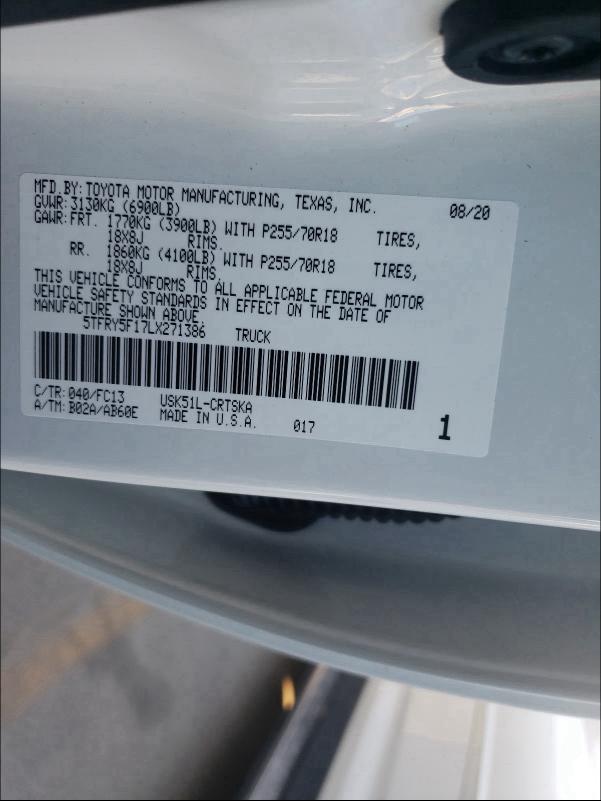 MFD.BY:TOYOTA MOTOR MANUFACTURING, TEXAS, INC. 08/20
GVWR:3130KG (6900LB)
GAWR:FRT. 1770KG (3900LB) WITH P255/70R18 TIRES,
18X8J RIMS.
RR. 1860KG (4100LB) WITH P255/70R18 TIRES,
18X8J RIMS.
THIS VEHICLE CONFORMS TO ALL APPLICABLE FEDERAL MOTOR
VEHICLE SAFETY STANDARDS IN EFFECT ON THE DATE OF
MANUFACTURE SHOWN ABOVE
5TFRY5F17LX271386 TRUCK
C/TR:040/FC13 USK51L-CRTSKA
A/TM:B02A/AB60E MADE IN U.S.A. 017 1